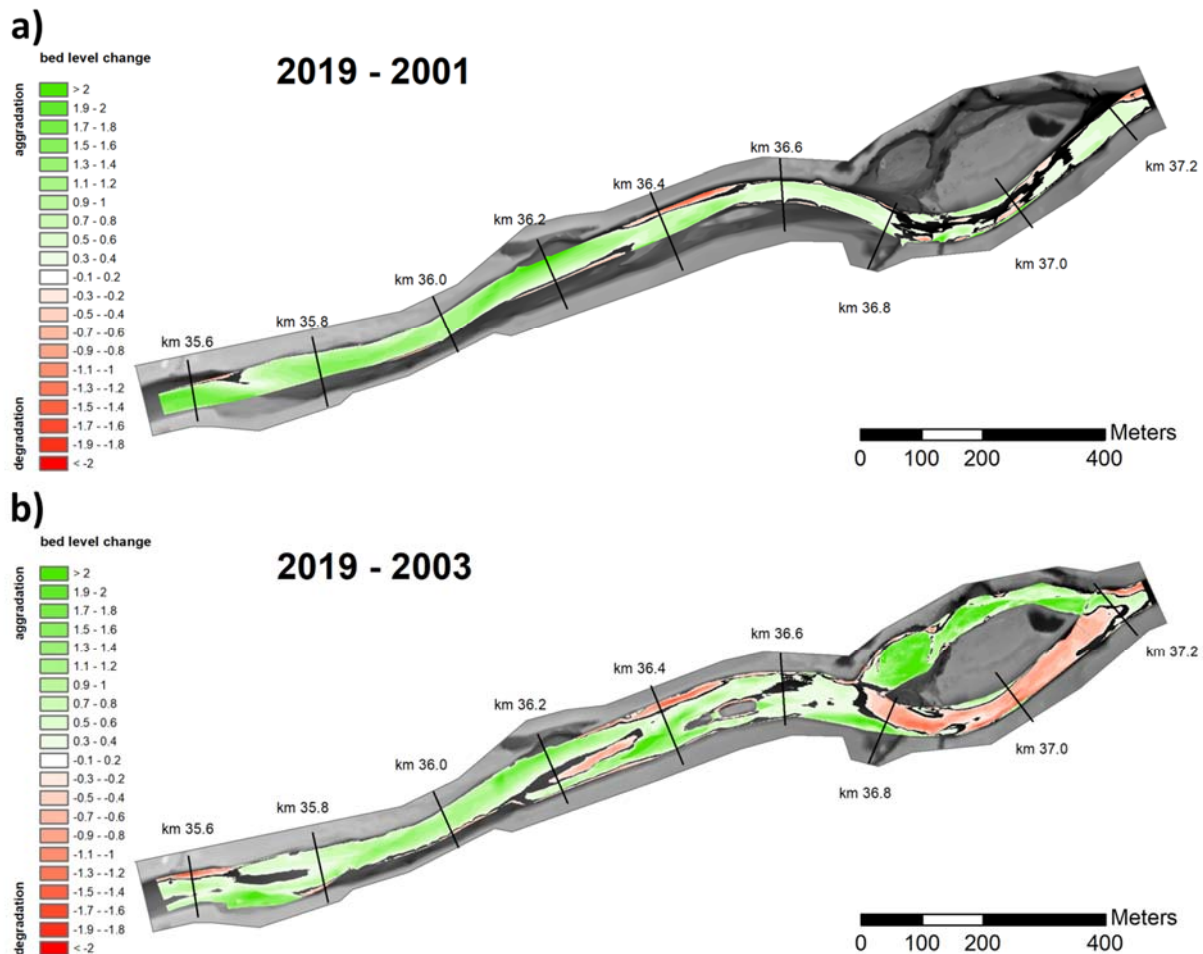 a)
bed level change
2019 - 2001
aggradation
> 2
1.9 - 2
1.7 - 1.8
1.5 - 1.6
1.3 - 1.4
1.1 - 1.2
0.9 - 1
0.7 - 0.8
0.5 - 0.6
0.3 - 0.4
-0.1 - 0.2
-0.3 - -0.2
-0.5 - -0.4
-0.7 - -0.6
-0.9 - -0.8
-1.1 - -1
-1.3 - -1.2
-1.5 - -1.4
-1.7 - -1.6
-1.9 - -1.8
< -2
degradation
km 35.6
km 35.8
km 36.0
km 36.2
km 36.4
km 36.6
km 36.8
km 37.0
km 37.2
Meters
0 100 200 400
b)
bed level change
2019 - 2003
aggradation
> 2
1.9 - 2
1.7 - 1.8
1.5 - 1.6
1.3 - 1.4
1.1 - 1.2
0.9 - 1
0.7 - 0.8
0.5 - 0.6
0.3 - 0.4
-0.1 - 0.2
-0.3 - -0.2
-0.5 - -0.4
-0.7 - -0.6
-0.9 - -0.8
-1.1 - -1
-1.3 - -1.2
-1.5 - -1.4
-1.7 - -1.6
-1.9 - -1.8
< -2
degradation
km 35.6
km 35.8
km 36.0
km 36.2
km 36.4
km 36.6
km 36.8
km 37.0
km 37.2
Meters
0 100 200 400